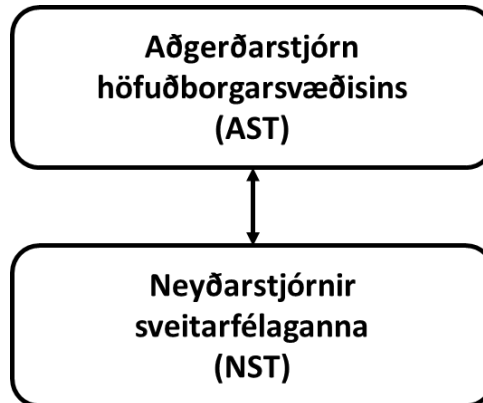 Aðgerðarstjórn
höfuðborgarsvæðisins
(AST)
Neyðarstjórnir
sveitarfélaganna
(NST)